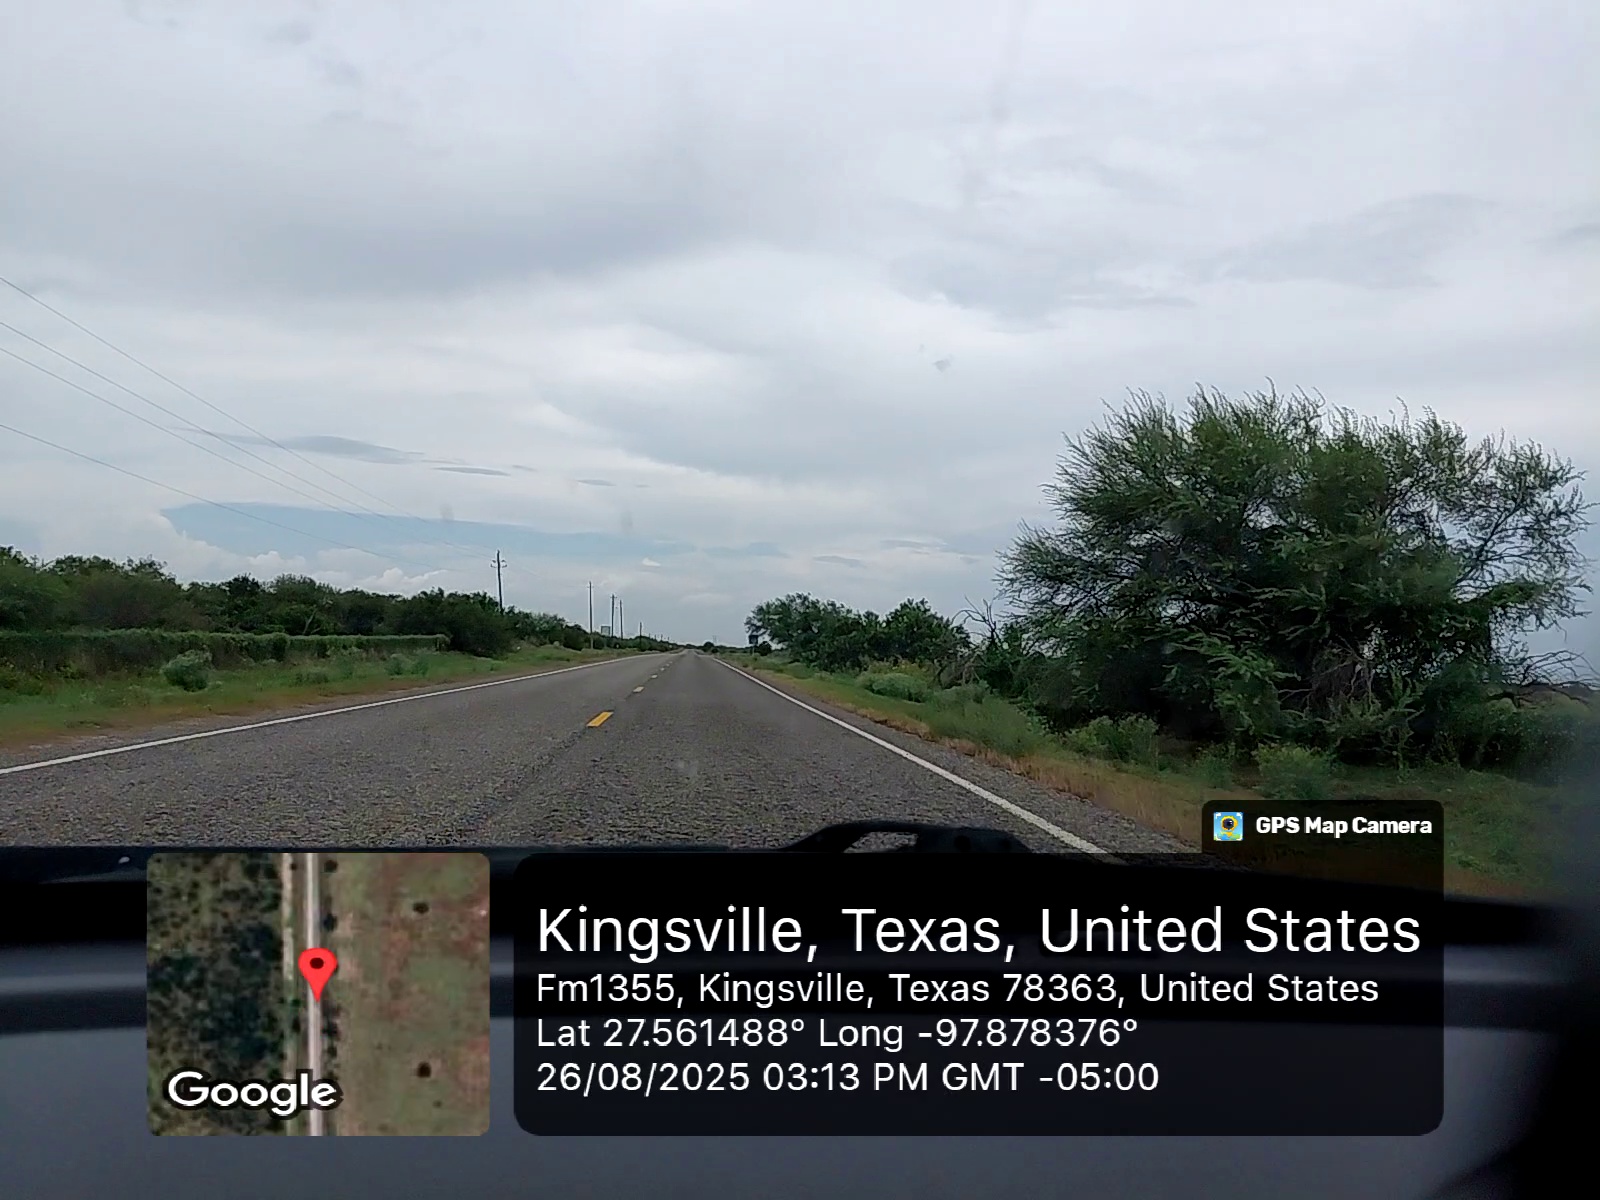 GPS Map Camera
Kingsville, Texas, United States
Fm1355, Kingsville, Texas 78363, United States
Lat 27.561488° Long -97.878376°
26/08/2025 03:13 PM GMT -05:00
Google